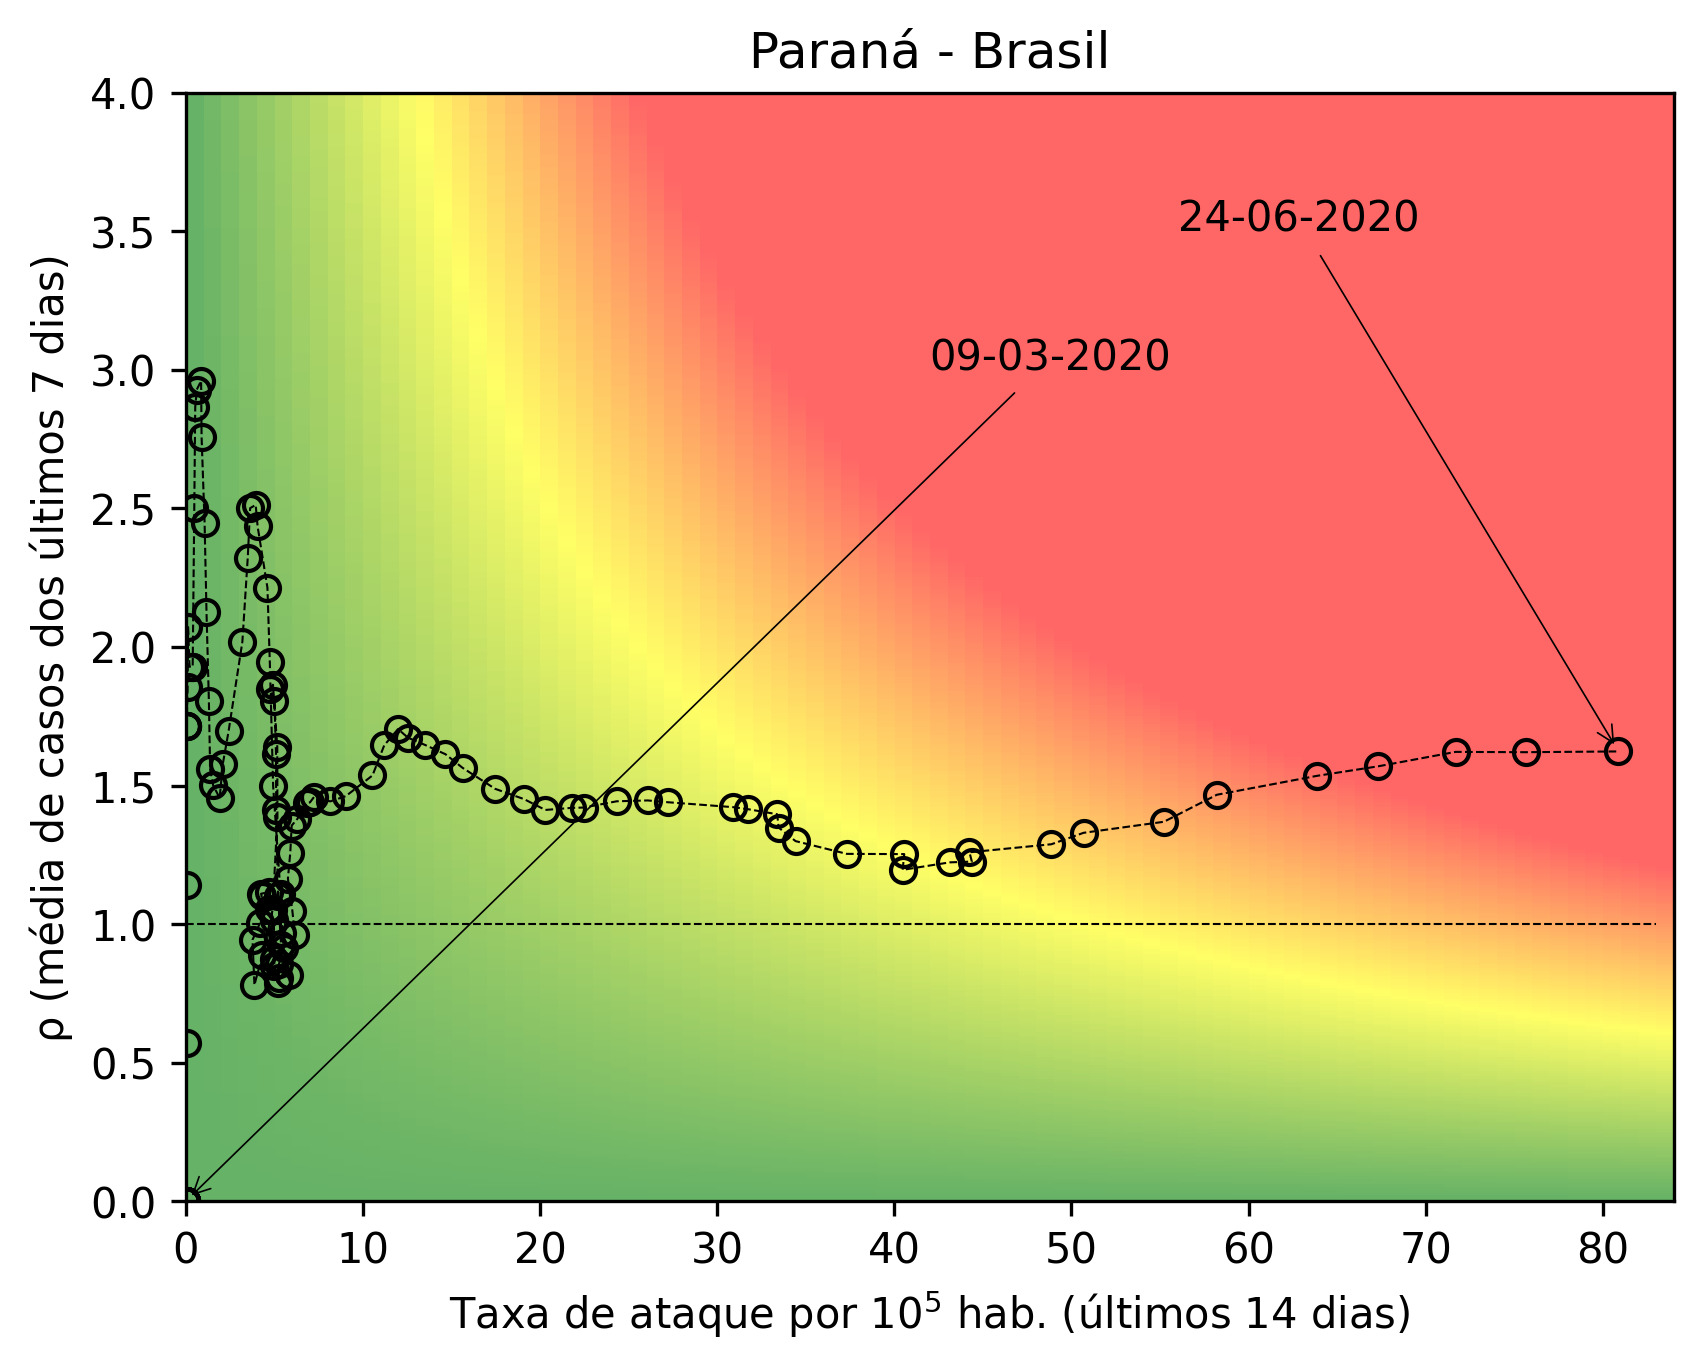 Paraná - Brasil
4.0
3.5
3.0
2.5
2.0
1.5
1.0
0.5
0.0
ρ (média de casos dos últimos 7 dias)
24-06-2020
09-03-2020
0 10 20 30 40 50 60 70 80
Taxa de ataque por 10⁵ hab. (últimos 14 dias)